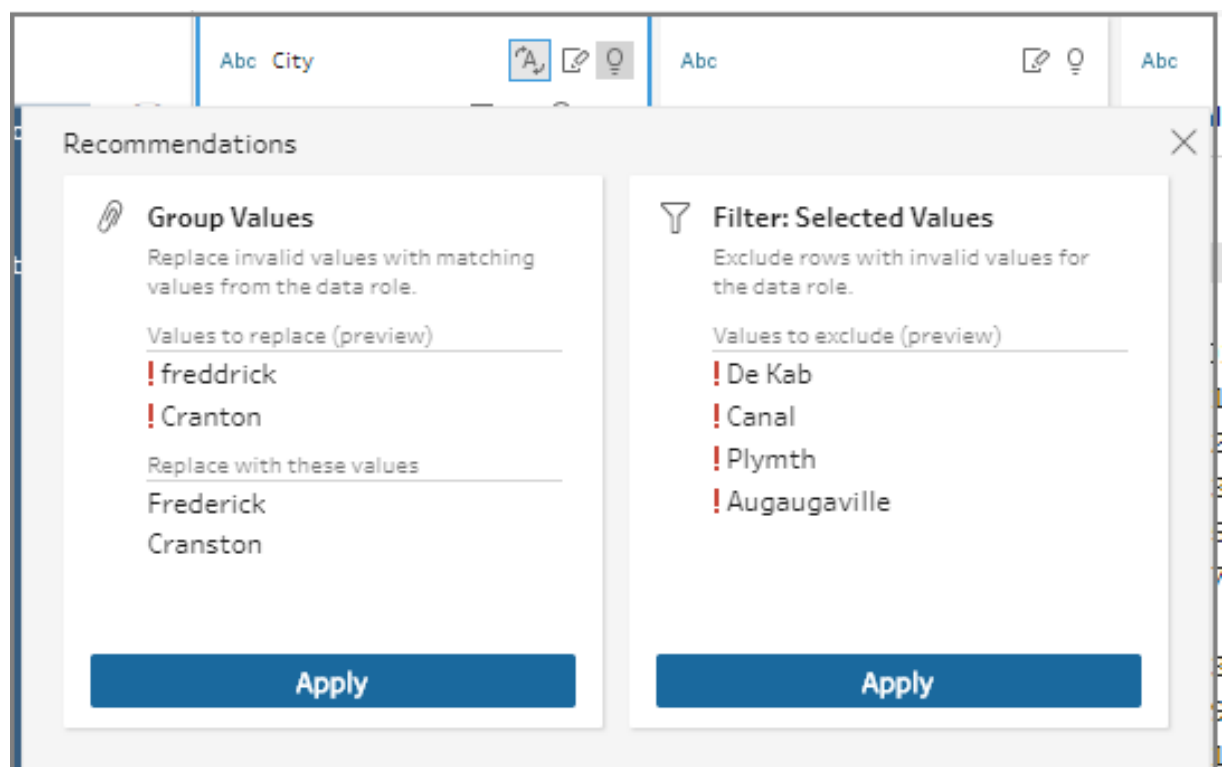 Abc City
Abc
Abc
Recommendations
Group Values
Replace invalid values with matching
values from the data role.
Values to replace (preview)
! freddrick
! Cranton
Replace with these values
Frederick
Cranston
Apply
Filter: Selected Values
Exclude rows with invalid values for
the data role.
Values to exclude (preview)
! De Kab
! Canal
! Plymth
! Augaugaville
Apply